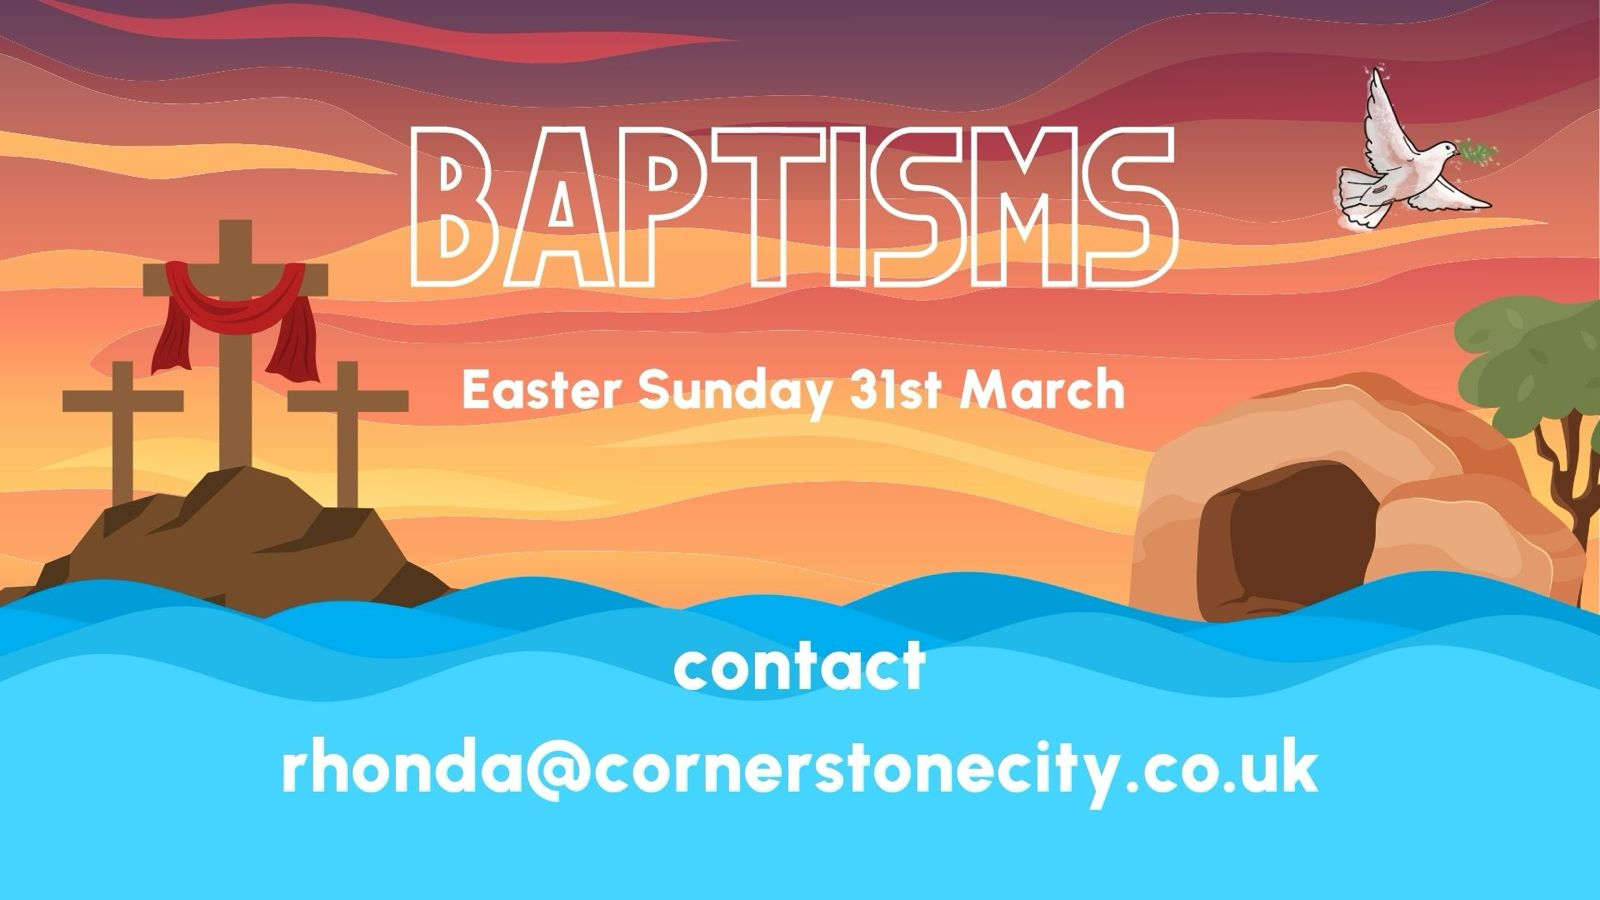 BAPTISMS
Easter Sunday 31st March
contact
rhonda@cornerstonecity.co.uk